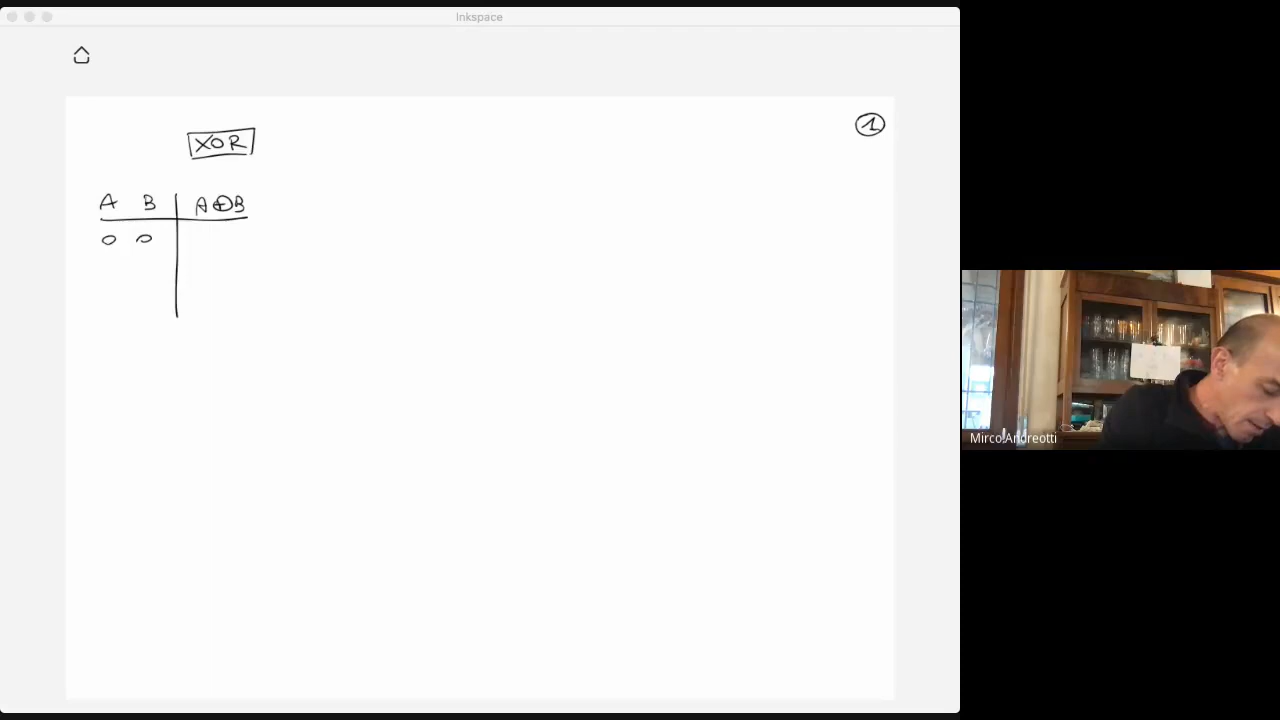 Inkspace
1
XOR
A B A⊕B
0 0
Mirco Andreotti